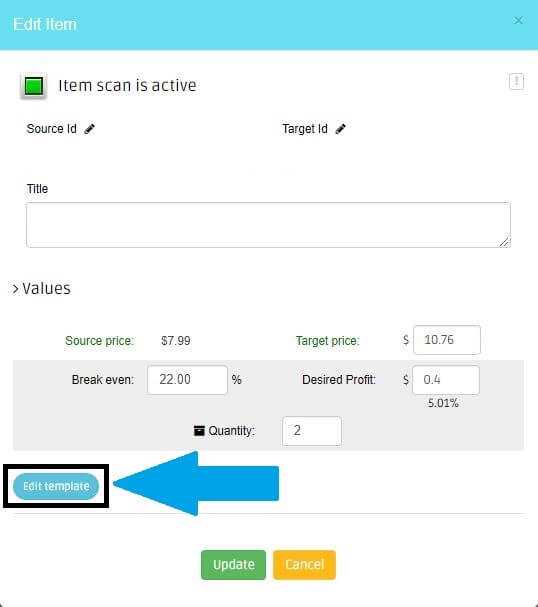 Edit Item ×
Item scan is active !
Source Id Target Id
Title
> Values
Source price: $7.99 Target price: $ 10.76
Break even: 22.00 % Desired Profit: $ 0.4
5.01%
Quantity: 2
Edit template
Update Cancel